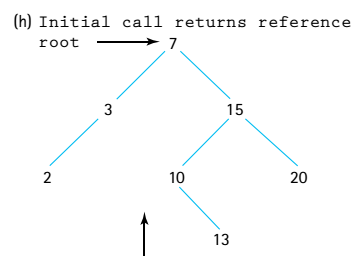 (h) Initial call returns reference
root 7
3 15
2 10 20
13